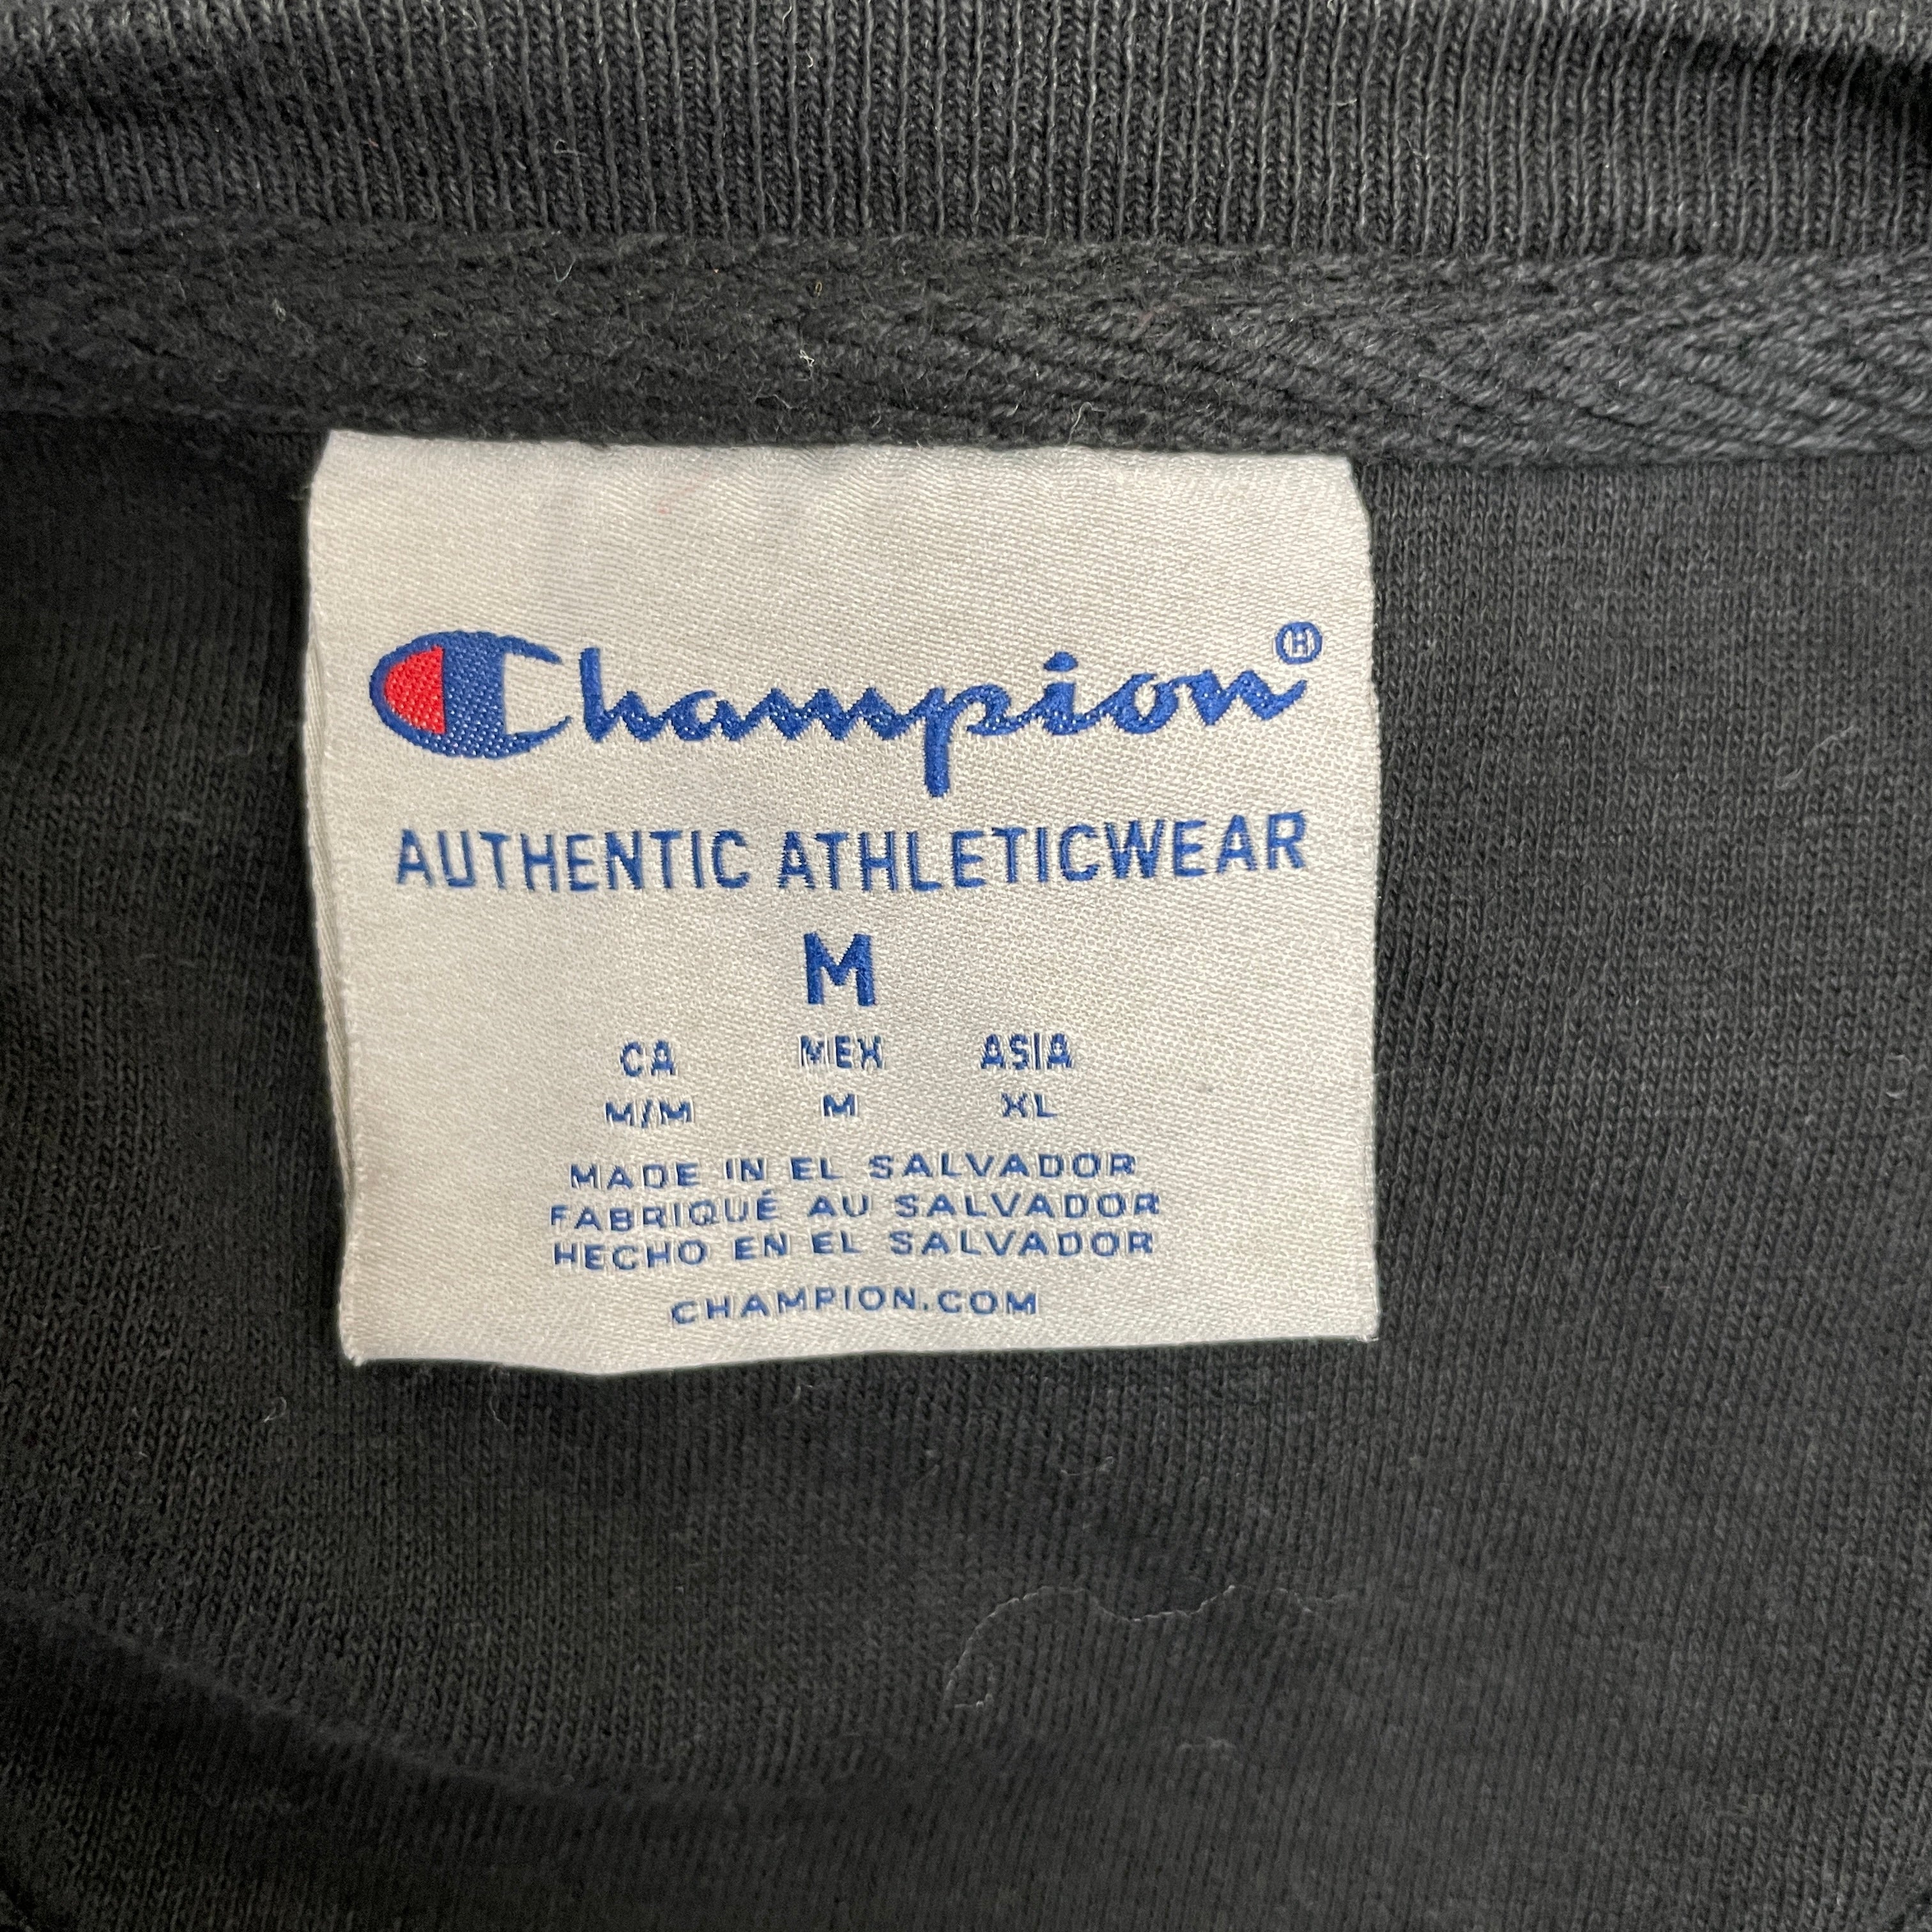 Champion®
AUTHENTIC ATHLETICWEAR
M
CA MEX ASIA
M/M M XL
MADE IN EL SALVADOR
FABRIQUÉ AU SALVADOR
HECHO EN EL SALVADOR
CHAMPION.COM